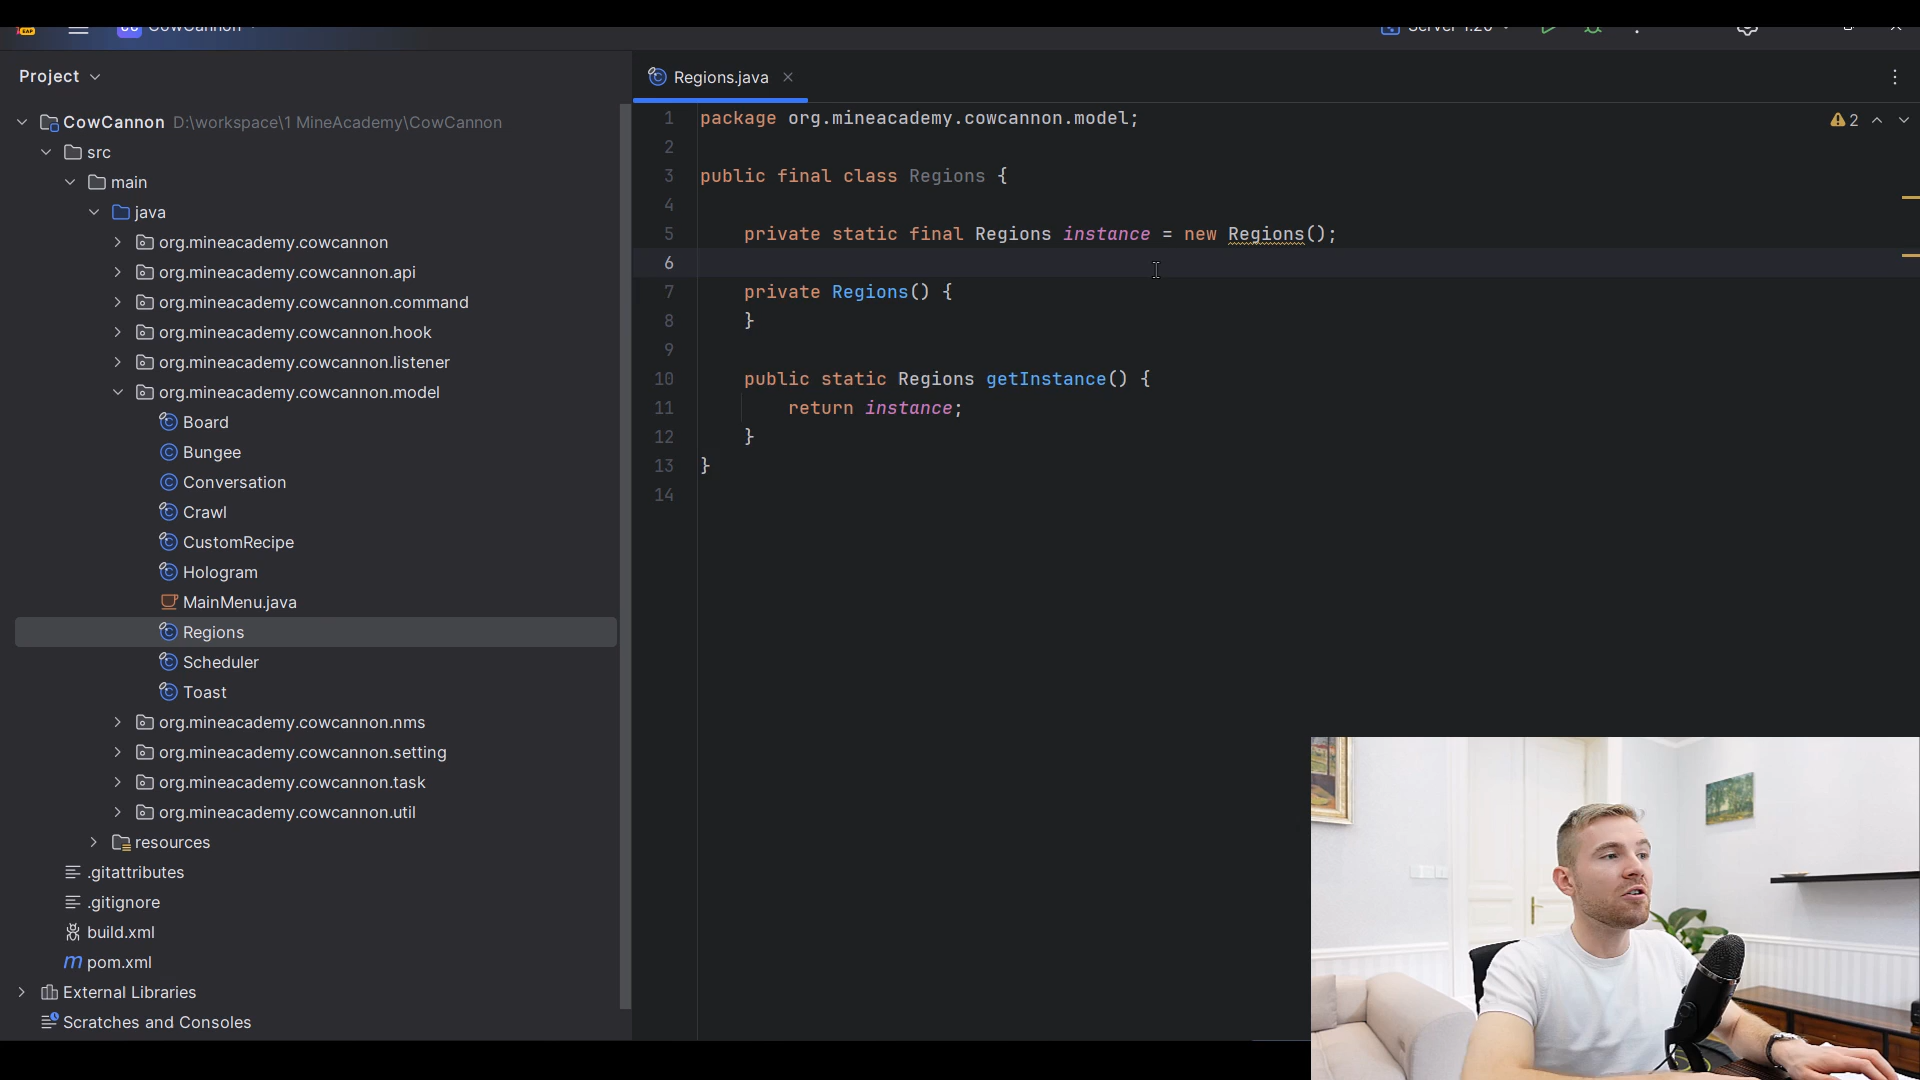 CowCannon
Server 1.20
Project
Regions.java
CowCannon D:\workspace\1 MineAcademy\CowCannon
src
main
java
org.mineacademy.cowcannon
org.mineacademy.cowcannon.api
org.mineacademy.cowcannon.command
org.mineacademy.cowcannon.hook
org.mineacademy.cowcannon.listener
org.mineacademy.cowcannon.model
Board
Bungee
Conversation
Crawl
CustomRecipe
Hologram
MainMenu.java
Regions
Scheduler
Toast
org.mineacademy.cowcannon.nms
org.mineacademy.cowcannon.setting
org.mineacademy.cowcannon.task
org.mineacademy.cowcannon.util
resources
.gitattributes
.gitignore
build.xml
pom.xml
External Libraries
Scratches and Consoles
1 package org.mineacademy.cowcannon.model;
2
3 public final class Regions {
4
5 private static final Regions instance = new Regions();
6
7 private Regions() {
8 }
9
10 public static Regions getInstance() {
11 return instance;
12 }
13 }
14
2